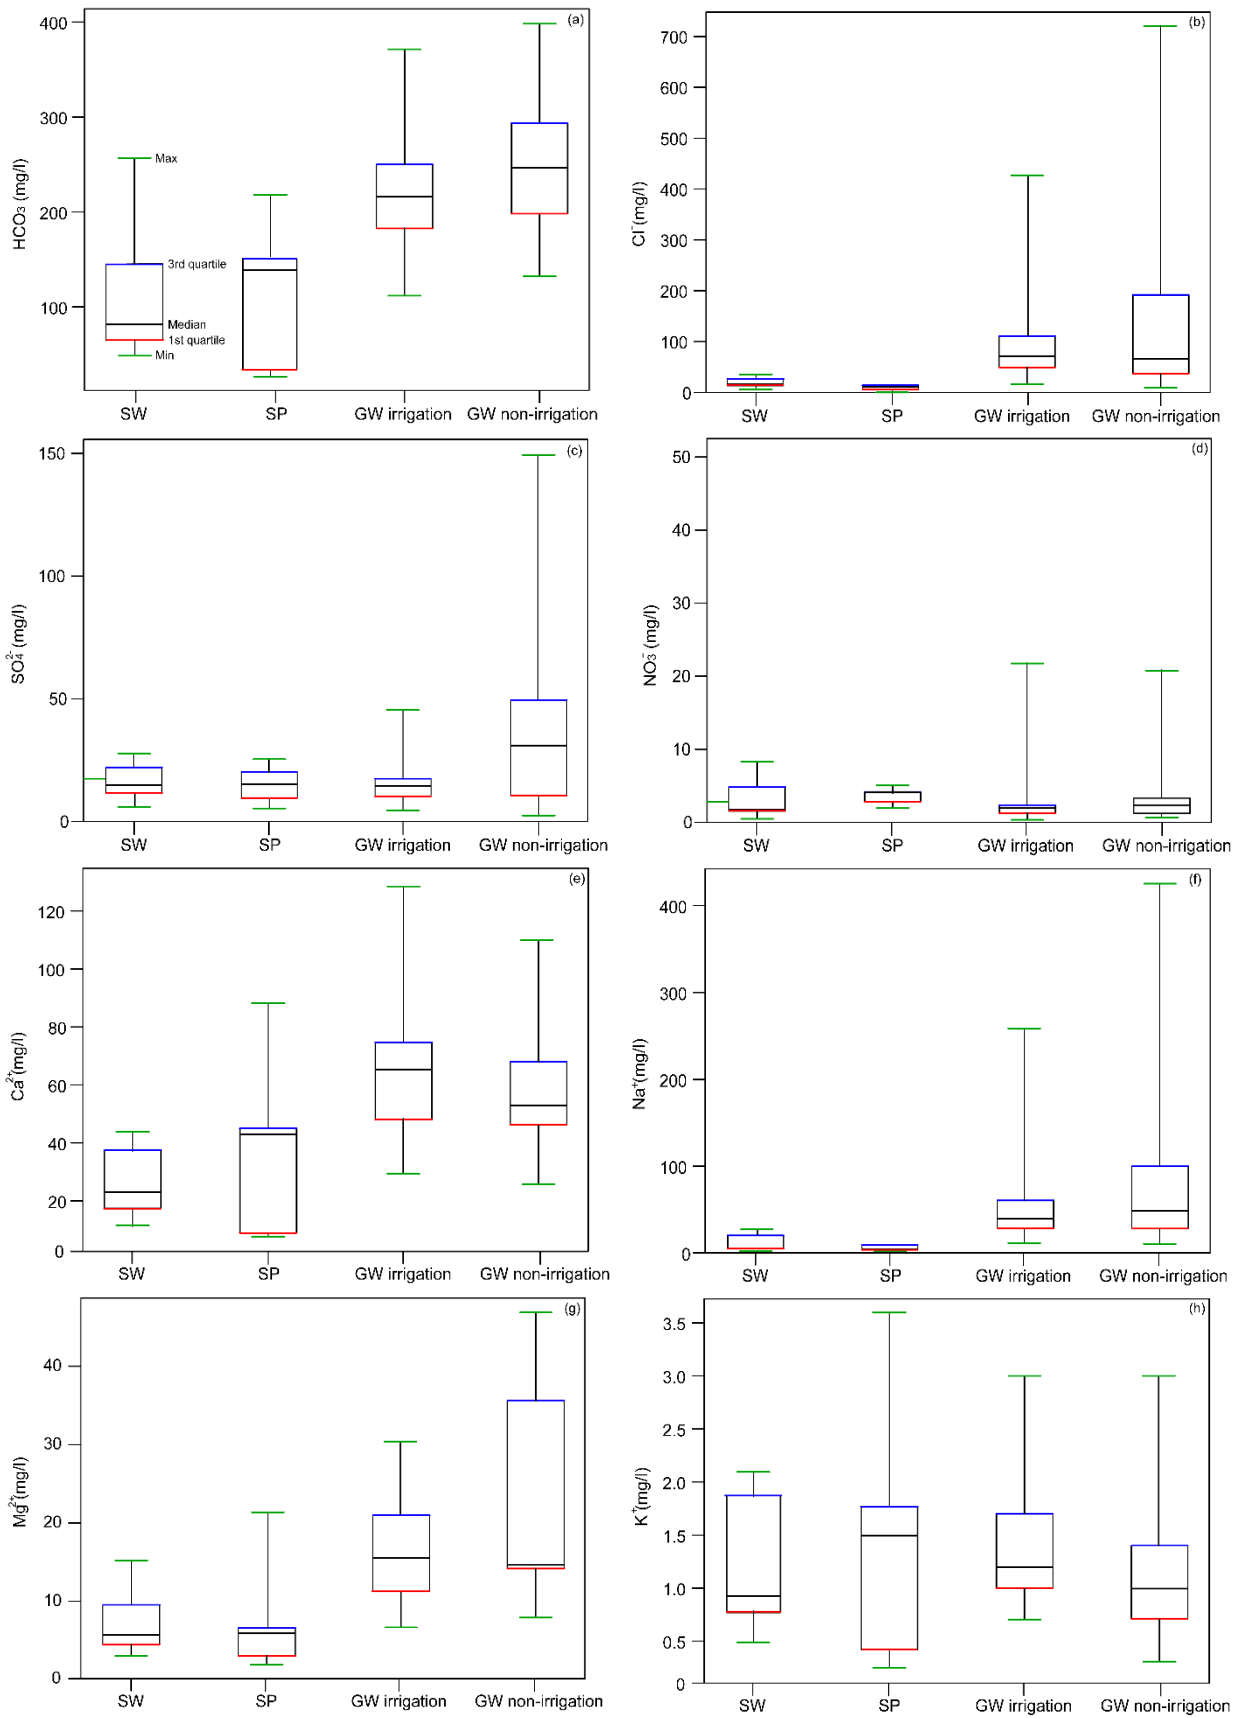 (a)
400
300
200
100
HCO3 (mg/l)
Max
3rd quartile
Median
1st quartile
Min
SW
SP
GW irrigation
GW non-irrigation
(b)
700
600
500
400
300
200
100
0
Cl-(mg/l)
SW
SP
GW irrigation
GW non-irrigation
(c)
150
100
50
0
SO4 2- (mg/l)
SW
SP
GW irrigation
GW non-irrigation
(d)
50
40
30
20
10
0
NO3- (mg/l)
SW
SP
GW irrigation
GW non-irrigation
(e)
120
100
80
60
40
20
0
Ca2+(mg/l)
SW
SP
GW irrigation
GW non-irrigation
(f)
400
300
200
100
0
Na+(mg/l)
SW
SP
GW irrigation
GW non-irrigation
(g)
40
30
20
10
0
Mg2+(mg/l)
SW
SP
GW irrigation
GW non-irrigation
(h)
3.5
3.0
2.5
2.0
1.5
1.0
0.5
0
K+(mg/l)
SW
SP
GW irrigation
GW non-irrigation